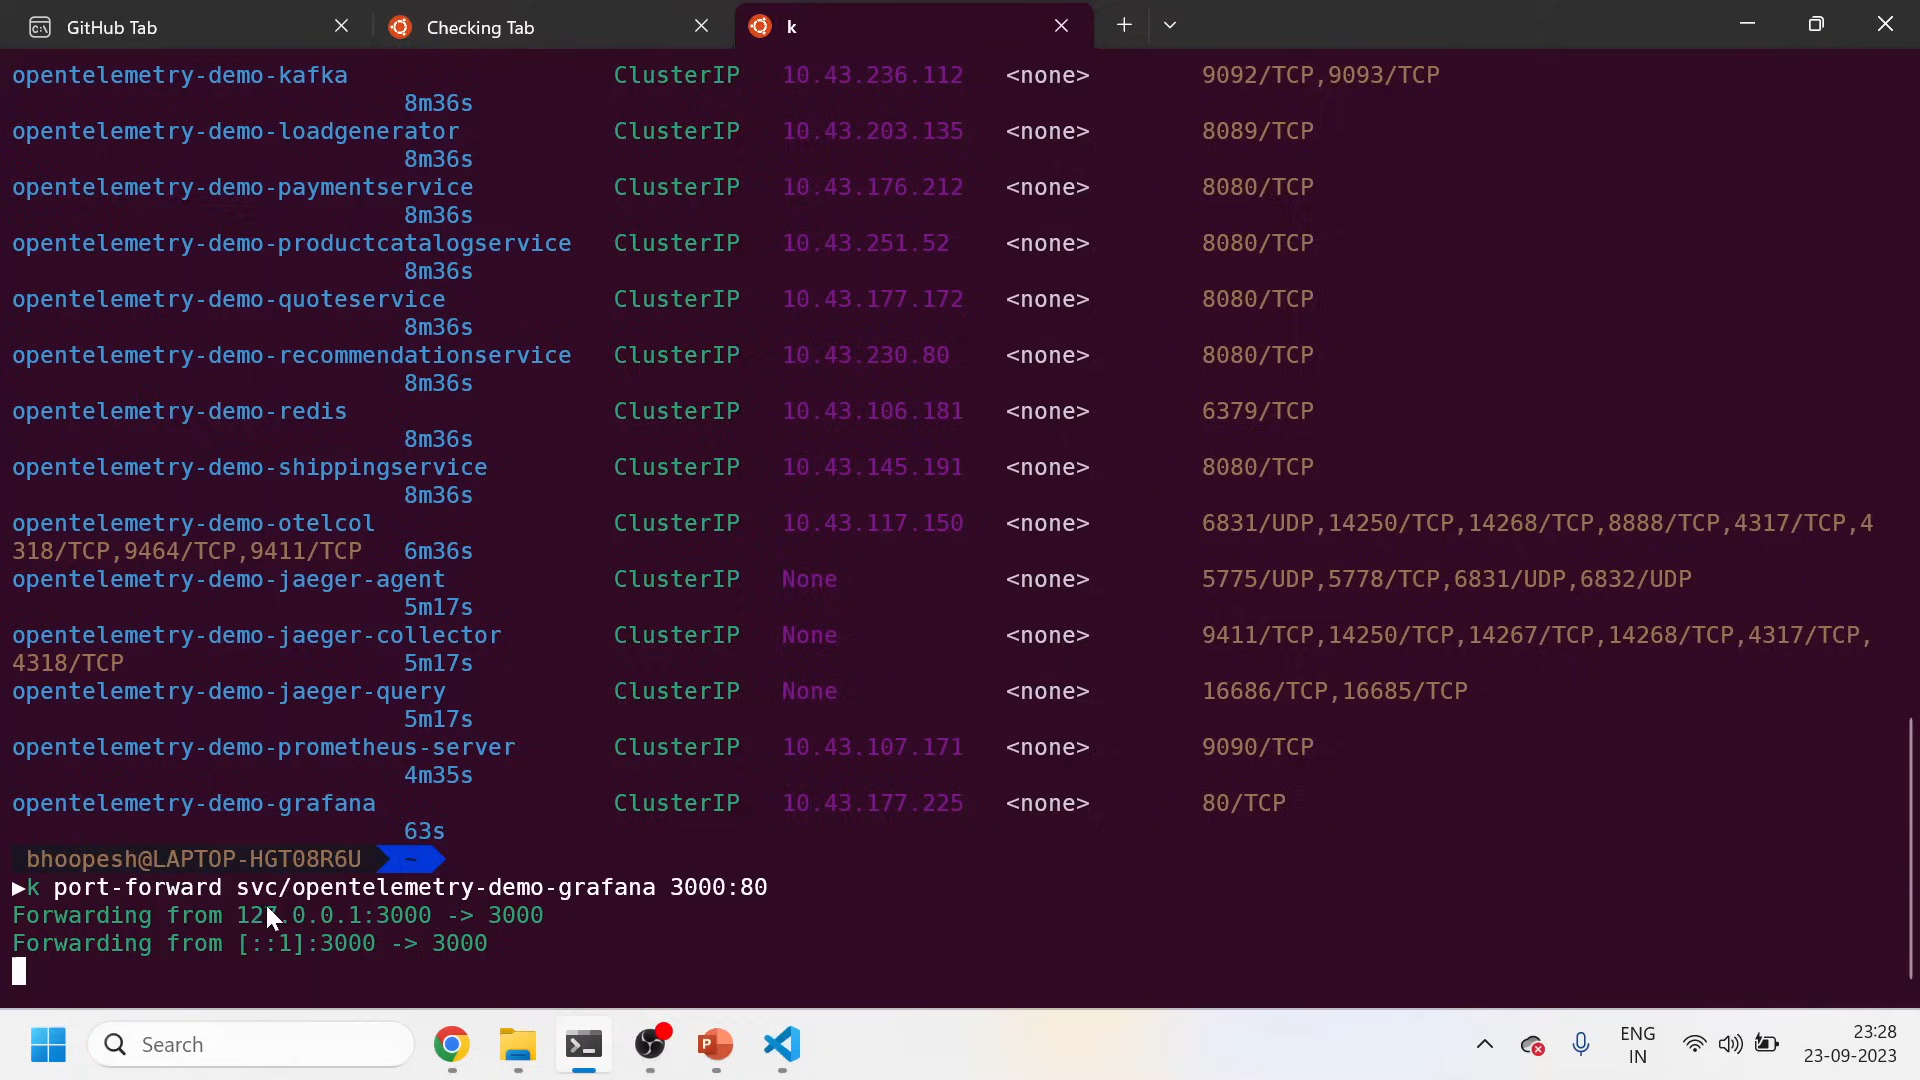 GitHub Tab
Checking Tab
k
opentelemetry-demo-kafka ClusterIP 10.43.236.112 <none> 9092/TCP,9093/TCP
8m36s
opentelemetry-demo-loadgenerator ClusterIP 10.43.203.135 <none> 8089/TCP
8m36s
opentelemetry-demo-paymentservice ClusterIP 10.43.176.212 <none> 8080/TCP
8m36s
opentelemetry-demo-productcatalogservice ClusterIP 10.43.251.52 <none> 8080/TCP
8m36s
opentelemetry-demo-quoteservice ClusterIP 10.43.177.172 <none> 8080/TCP
8m36s
opentelemetry-demo-recommendationservice ClusterIP 10.43.230.80 <none> 8080/TCP
8m36s
opentelemetry-demo-redis ClusterIP 10.43.106.181 <none> 6379/TCP
8m36s
opentelemetry-demo-shippingservice ClusterIP 10.43.145.191 <none> 8080/TCP
8m36s
opentelemetry-demo-otelcol ClusterIP 10.43.117.150 <none> 6831/UDP,14250/TCP,14268/TCP,8888/TCP,4317/TCP,4
318/TCP,9464/TCP,9411/TCP 6m36s
opentelemetry-demo-jaeger-agent ClusterIP None <none> 5775/UDP,5778/TCP,6831/UDP,6832/UDP
5m17s
opentelemetry-demo-jaeger-collector ClusterIP None <none> 9411/TCP,14250/TCP,14267/TCP,14268/TCP,4317/TCP,
4318/TCP 5m17s
opentelemetry-demo-jaeger-query ClusterIP None <none> 16686/TCP,16685/TCP
5m17s
opentelemetry-demo-prometheus-server ClusterIP 10.43.107.171 <none> 9090/TCP
4m35s
opentelemetry-demo-grafana ClusterIP 10.43.177.225 <none> 80/TCP
63s
bhoopesh@LAPTOP-HGT08R6U ~
▶k port-forward svc/opentelemetry-demo-grafana 3000:80
Forwarding from 127.0.0.1:3000 -> 3000
Forwarding from [::1]:3000 -> 3000
Search
ENG
IN
23:28
23-09-2023